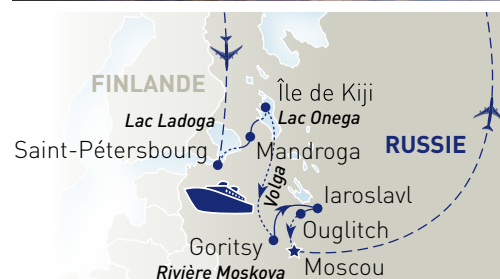 FINLANDE
Île de Kiji
Lac Ladoga
Lac Onega
Saint-Pétersbourg
Mandroga
RUSSIE
Volga
Iaroslavl
Ouglitch
Goritsy
Moscou
Rivière Moskova